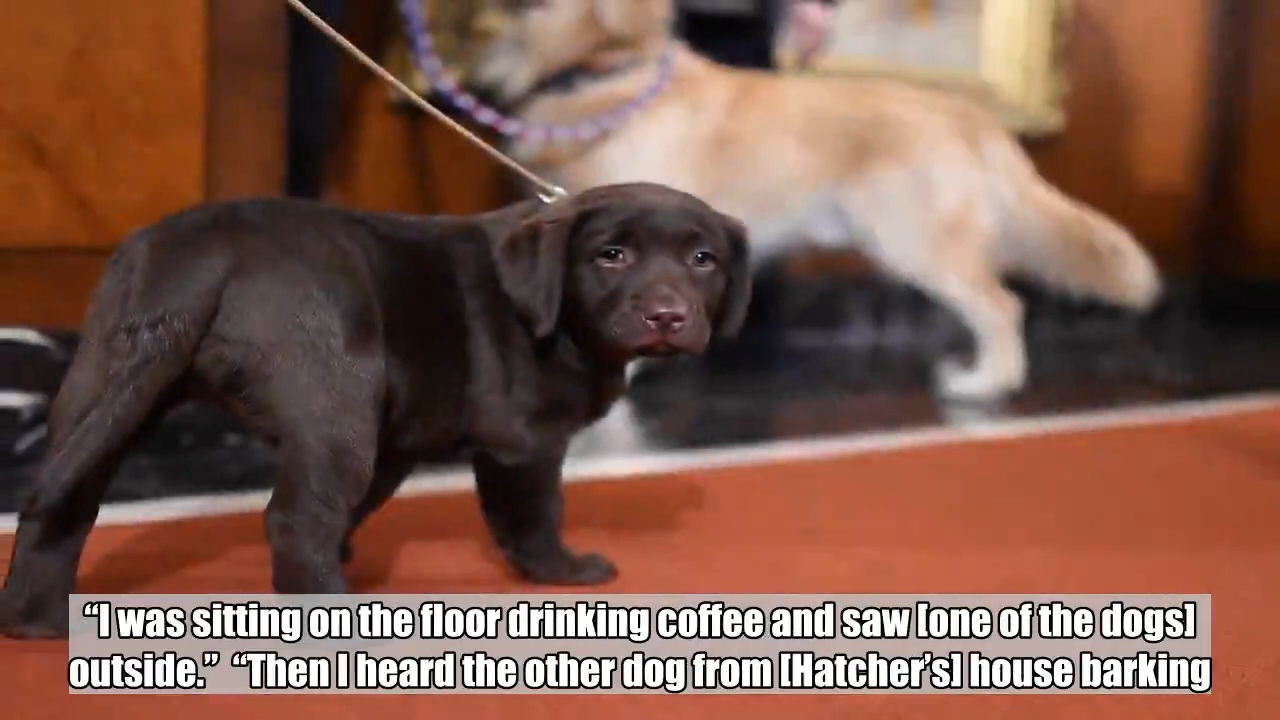 “I was sitting on the floor drinking coffee and saw [one of the dogs]
outside.” “Then I heard the other dog from [Hatcher’s] house barking